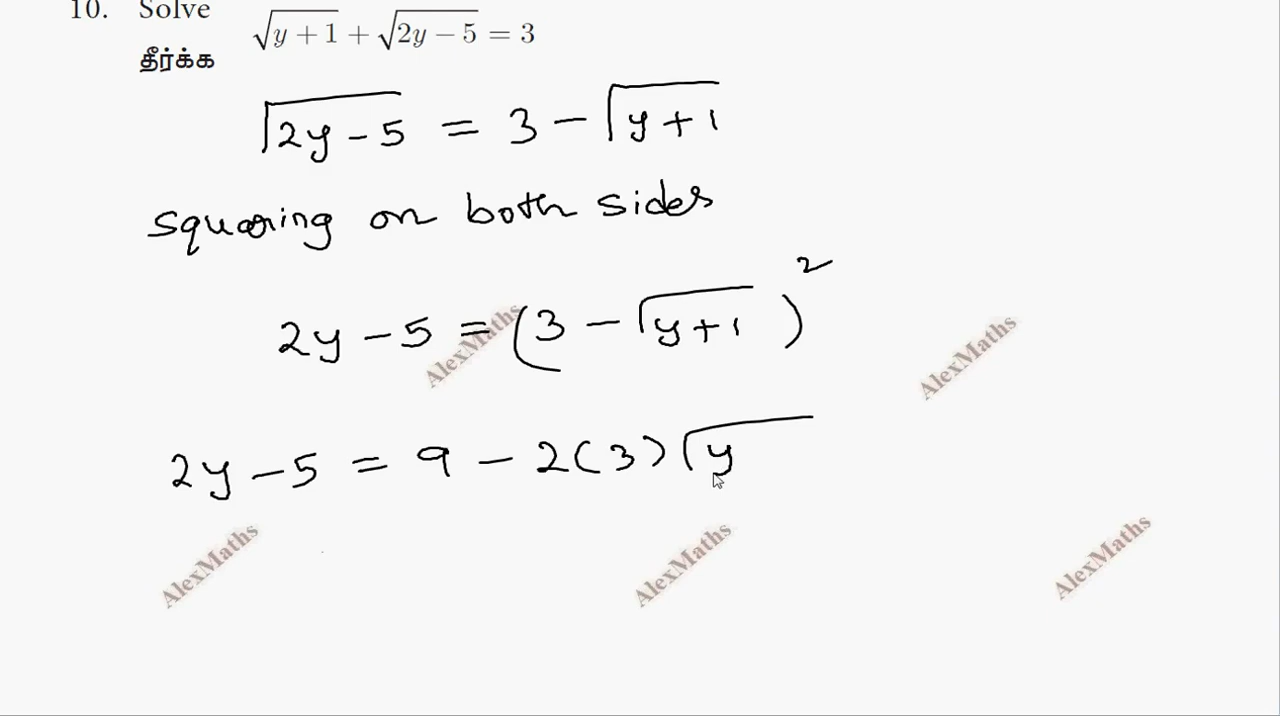 10. Solve √(y + 1) + √(2y − 5) = 3
தீர்க்க
√(2y − 5) = 3 − √(y + 1)
squaring on both sides
2y − 5 = (3 − √(y + 1))²
AlexMaths
AlexMaths
2y − 5 = 9 − 2(3) √y
AlexMaths
AlexMaths
AlexMaths